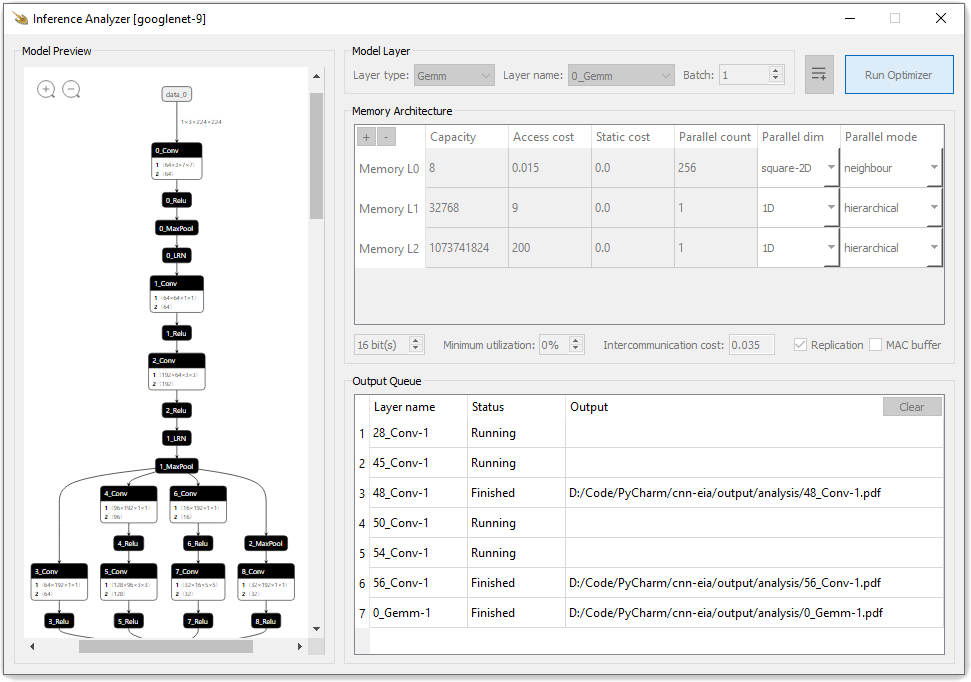 Inference Analyzer [googlenet-9]
Model Preview
data_0
1×3×224×224
0_Conv
1 ⟨64×3×7×7⟩
2 ⟨64⟩
0_Relu
0_MaxPool
0_LRN
1_Conv
1 ⟨64×64×1×1⟩
2 ⟨64⟩
1_Relu
2_Conv
1 ⟨192×64×3×3⟩
2 ⟨192⟩
2_Relu
1_LRN
1_MaxPool
4_Conv 6_Conv
1 ⟨96×192×1×1⟩ 1 ⟨16×192×1×1⟩
2 ⟨96⟩ 2 ⟨16⟩
4_Relu 6_Relu 2_MaxPool
3_Conv 5_Conv 7_Conv 8_Conv
1 ⟨64×192×1×1⟩ 1 ⟨128×96×3×3⟩ 1 ⟨32×16×5×5⟩ 1 ⟨32×192×1×1⟩
2 ⟨64⟩ 2 ⟨128⟩ 2 ⟨32⟩ 2 ⟨32⟩
3_Relu 5_Relu 7_Relu 8_Relu
Model Layer
Layer type: Gemm Layer name: 0_Gemm Batch: 1 Run Optimizer
Memory Architecture
+ - Capacity Access cost Static cost Parallel count Parallel dim Parallel mode
Memory L0 8 0.015 0.0 256 square-2D neighbour
Memory L1 32768 9 0.0 1 1D hierarchical
Memory L2 1073741824 200 0.0 1 1D hierarchical
16 bit(s) Minimum utilization: 0% Intercommunication cost: 0.035 Replication MAC buffer
Output Queue
Layer name Status Output Clear
1 28_Conv-1 Running
2 45_Conv-1 Running
3 48_Conv-1 Finished D:/Code/PyCharm/cnn-eia/output/analysis/48_Conv-1.pdf
4 50_Conv-1 Running
5 54_Conv-1 Running
6 56_Conv-1 Finished D:/Code/PyCharm/cnn-eia/output/analysis/56_Conv-1.pdf
7 0_Gemm-1 Finished D:/Code/PyCharm/cnn-eia/output/analysis/0_Gemm-1.pdf